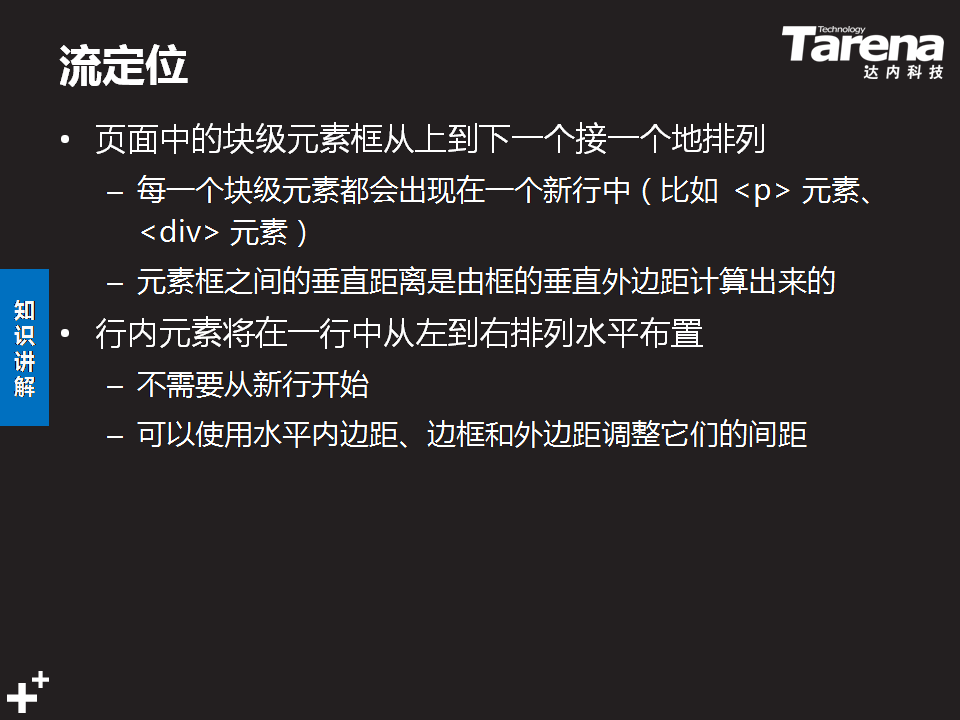 流定位
Technology
Tarena
达内科技
• 页面中的块级元素框从上到下一个接一个地排列
– 每一个块级元素都会出现在一个新行中（比如 <p> 元素、
<div> 元素）
– 元素框之间的垂直距离是由框的垂直外边距计算出来的
• 行内元素将在一行中从左到右排列水平布置
– 不需要从新行开始
– 可以使用水平内边距、边框和外边距调整它们的间距
知
识
讲
解